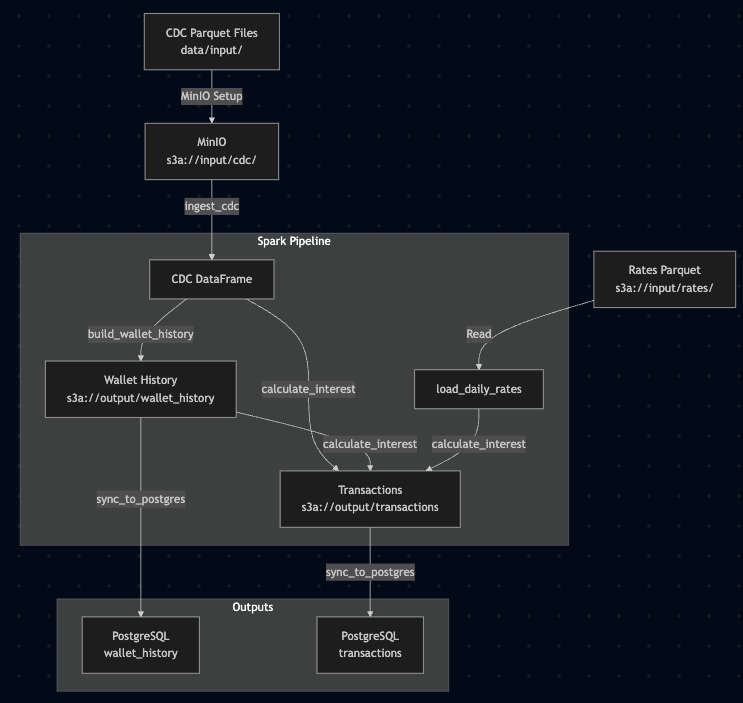 CDC Parquet Files
data/input/
MinIO Setup
MinIO
s3a://input/cdc/
ingest_cdc
Spark Pipeline
CDC DataFrame
Rates Parquet
s3a://input/rates/
build_wallet_history
Read
Wallet History
s3a://output/wallet_history
calculate_interest
load_daily_rates
calculate_interest
calculate_interest
Transactions
s3a://output/transactions
sync_to_postgres
sync_to_postgres
Outputs
PostgreSQL
wallet_history
PostgreSQL
transactions